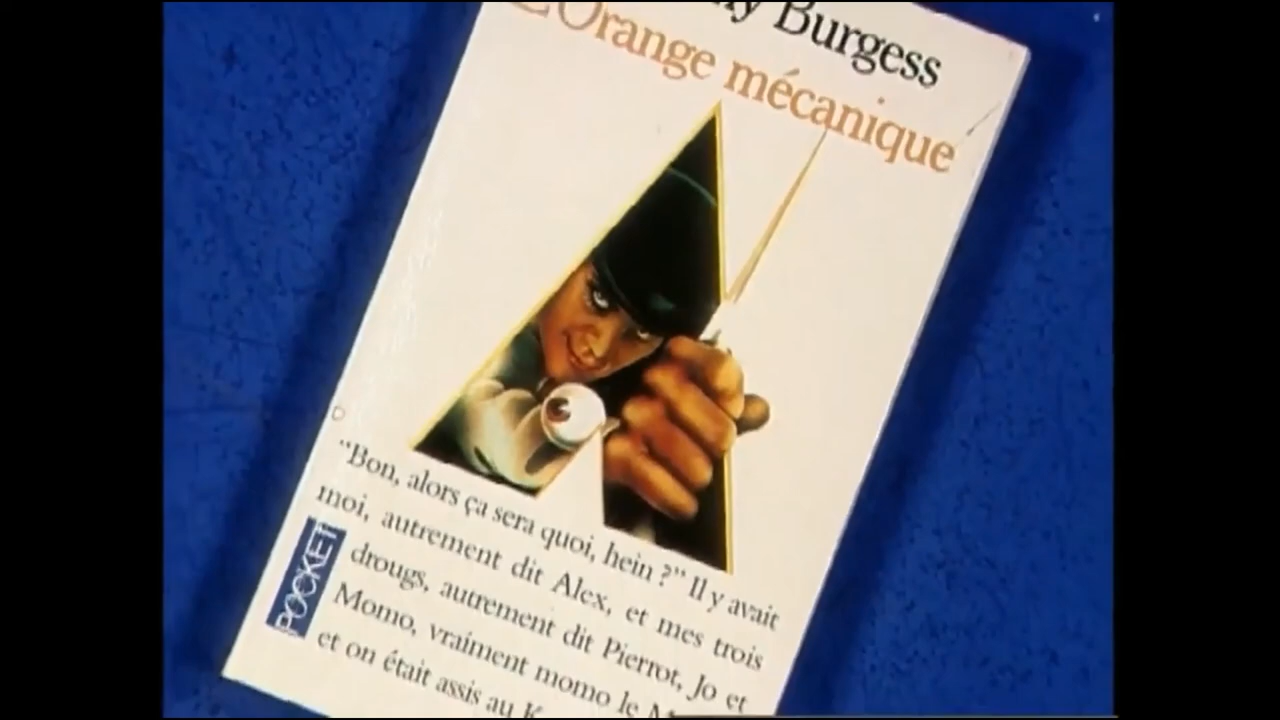 Burgess
L'Orange mécanique
"Bon, alors ça sera quoi, hein ?" Il y avait
moi, autrement dit Alex, et mes trois
drougs, autrement dit Pierrot, Jo et
Momo, vraiment momo le
et on était assis au
POCKET